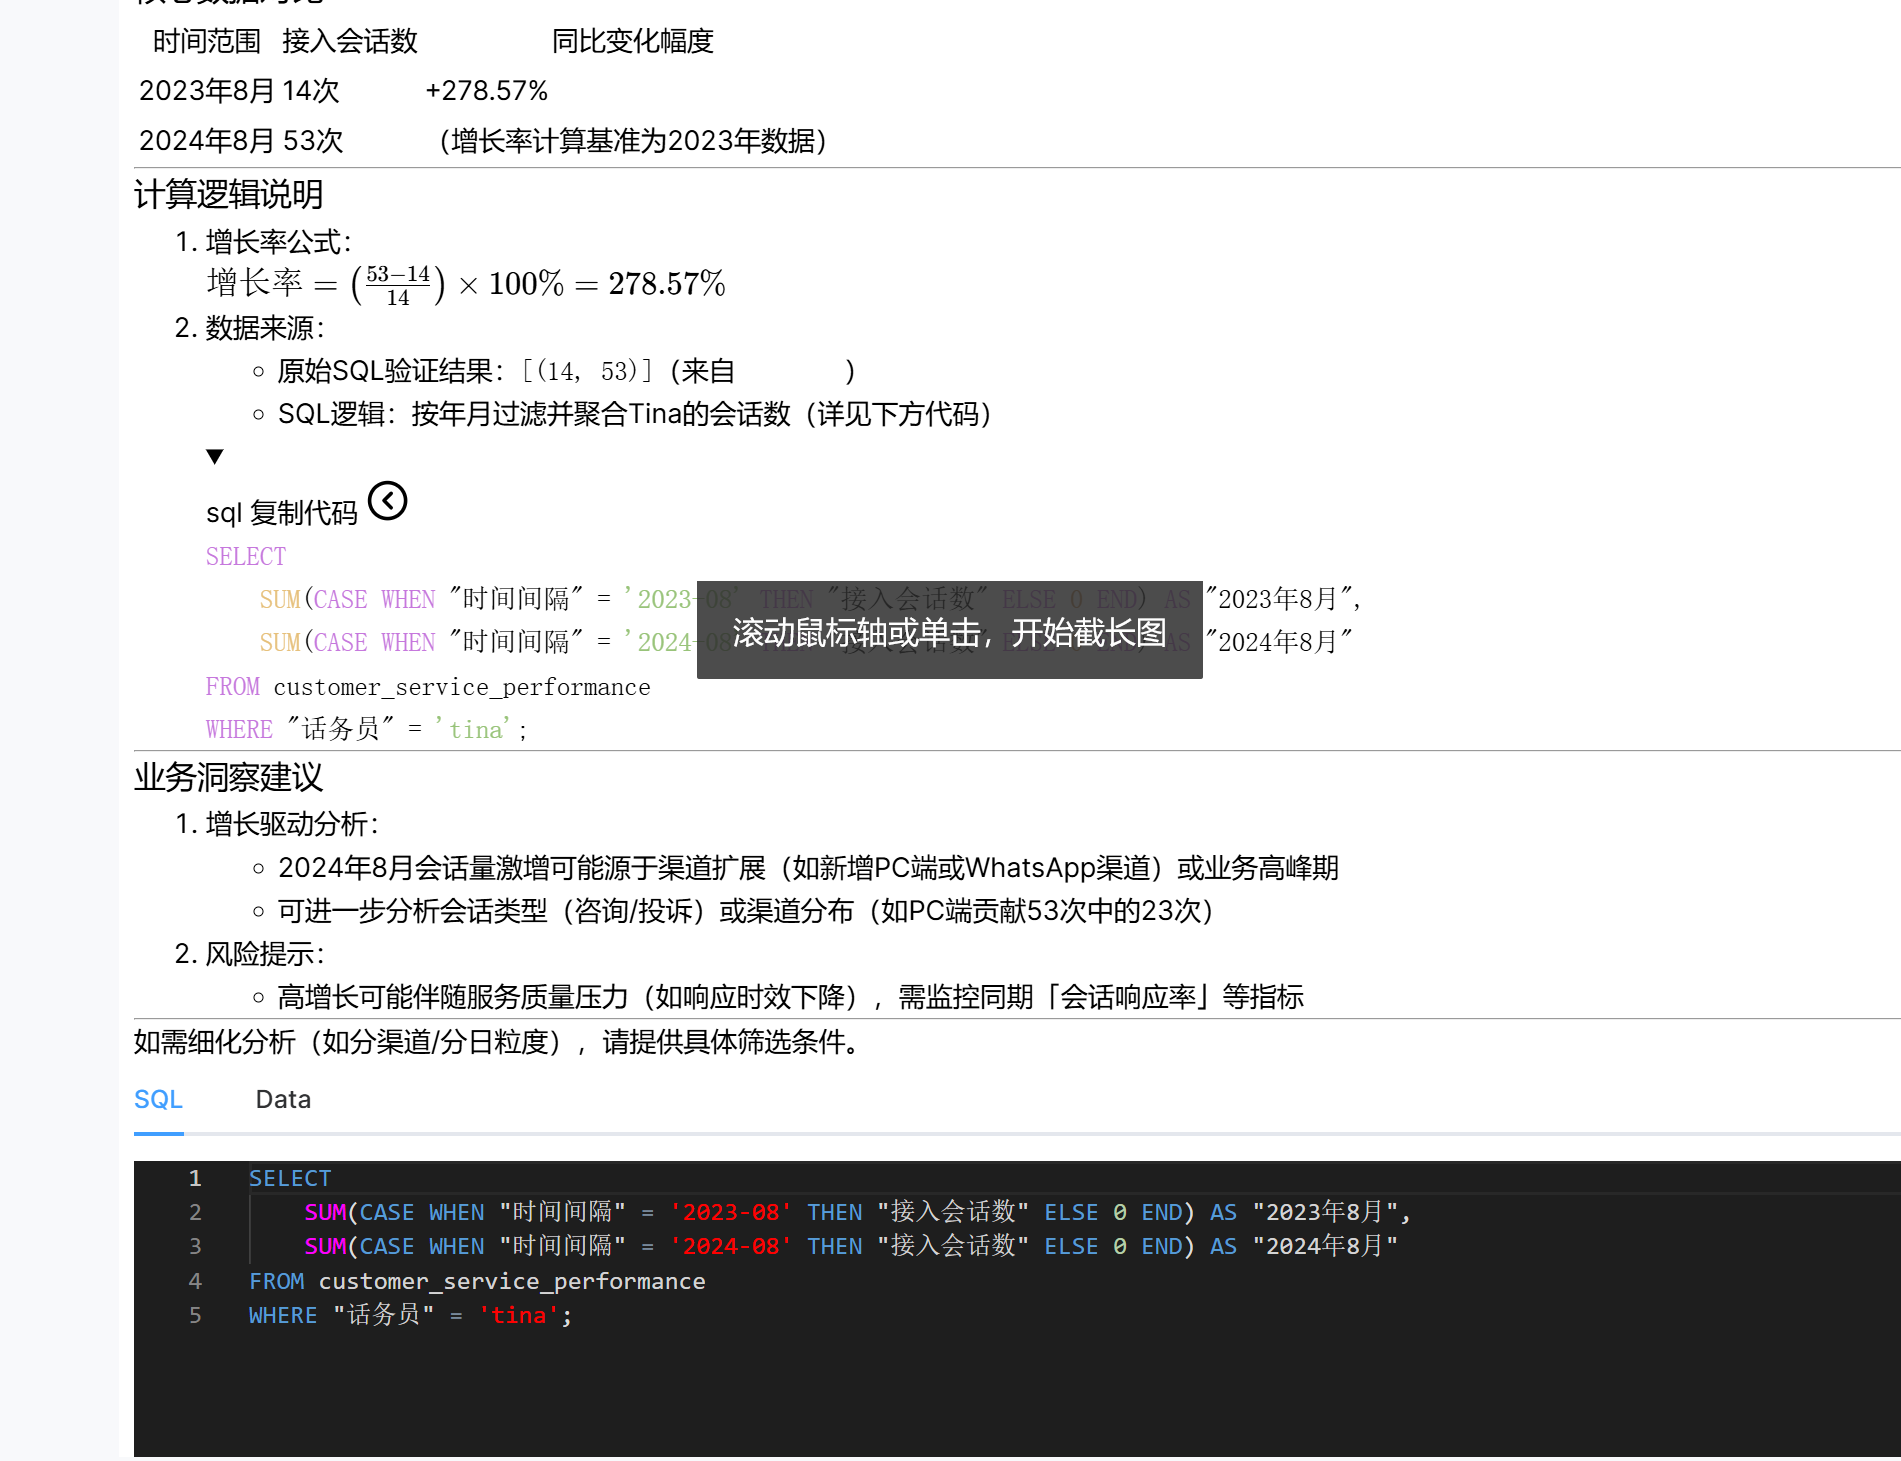 时间范围 接入会话数 同比变化幅度
2023年8月 14次 +278.57%
2024年8月 53次 （增长率计算基准为2023年数据）
计算逻辑说明
1. 增长率公式：
增长率 = (53−14/14) × 100% = 278.57%
2. 数据来源：
原始SQL验证结果：[(14, 53)]（来自 ）
SQL逻辑：按年月过滤并聚合Tina的会话数（详见下方代码）
sql 复制代码
SELECT
SUM(CASE WHEN "时间间隔" = '2023-08' THEN "接入会话数" ELSE 0 END) AS "2023年8月",
SUM(CASE WHEN "时间间隔" = '2024-08' THEN "接入会话数" ELSE 0 END) AS "2024年8月"
滚动鼠标轴或单击，开始截长图
FROM customer_service_performance
WHERE "话务员" = 'tina';
业务洞察建议
1. 增长驱动分析：
2024年8月会话量激增可能源于渠道扩展（如新增PC端或WhatsApp渠道）或业务高峰期
可进一步分析会话类型（咨询/投诉）或渠道分布（如PC端贡献53次中的23次）
2. 风险提示：
高增长可能伴随服务质量压力（如响应时效下降），需监控同期「会话响应率」等指标
如需细化分析（如分渠道/分日粒度），请提供具体筛选条件。
SQL Data
1 SELECT
2 SUM(CASE WHEN "时间间隔" = '2023-08' THEN "接入会话数" ELSE 0 END) AS "2023年8月",
3 SUM(CASE WHEN "时间间隔" = '2024-08' THEN "接入会话数" ELSE 0 END) AS "2024年8月"
4 FROM customer_service_performance
5 WHERE "话务员" = 'tina';